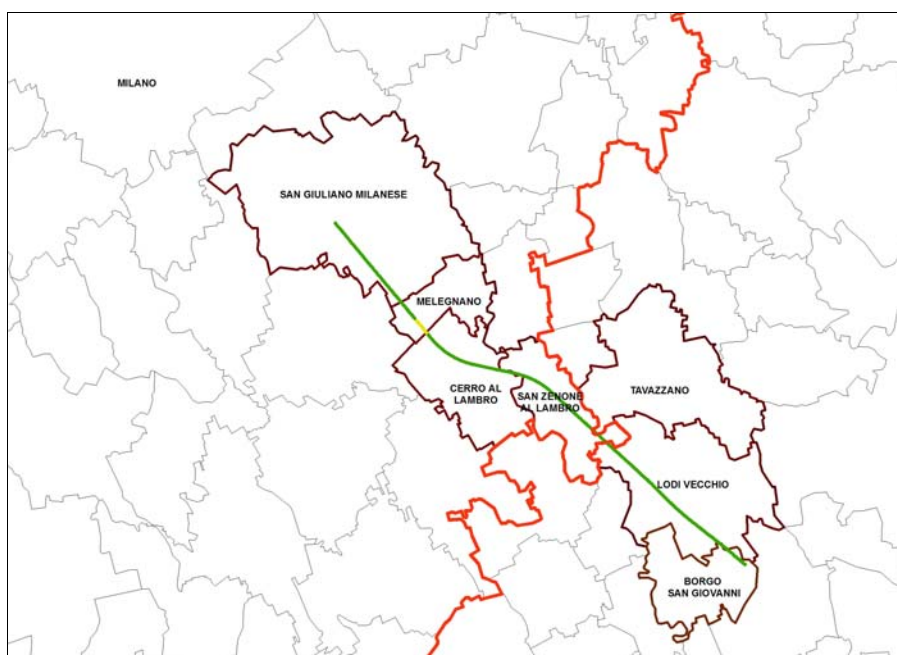 MILANO
SAN GIULIANO MILANESE
MELEGNANO
CERRO AL
LAMBRO
SAN ZENONE
AL LAMBRO
TAVAZZANO
LODI VECCHIO
BORGO
SAN GIOVANNI